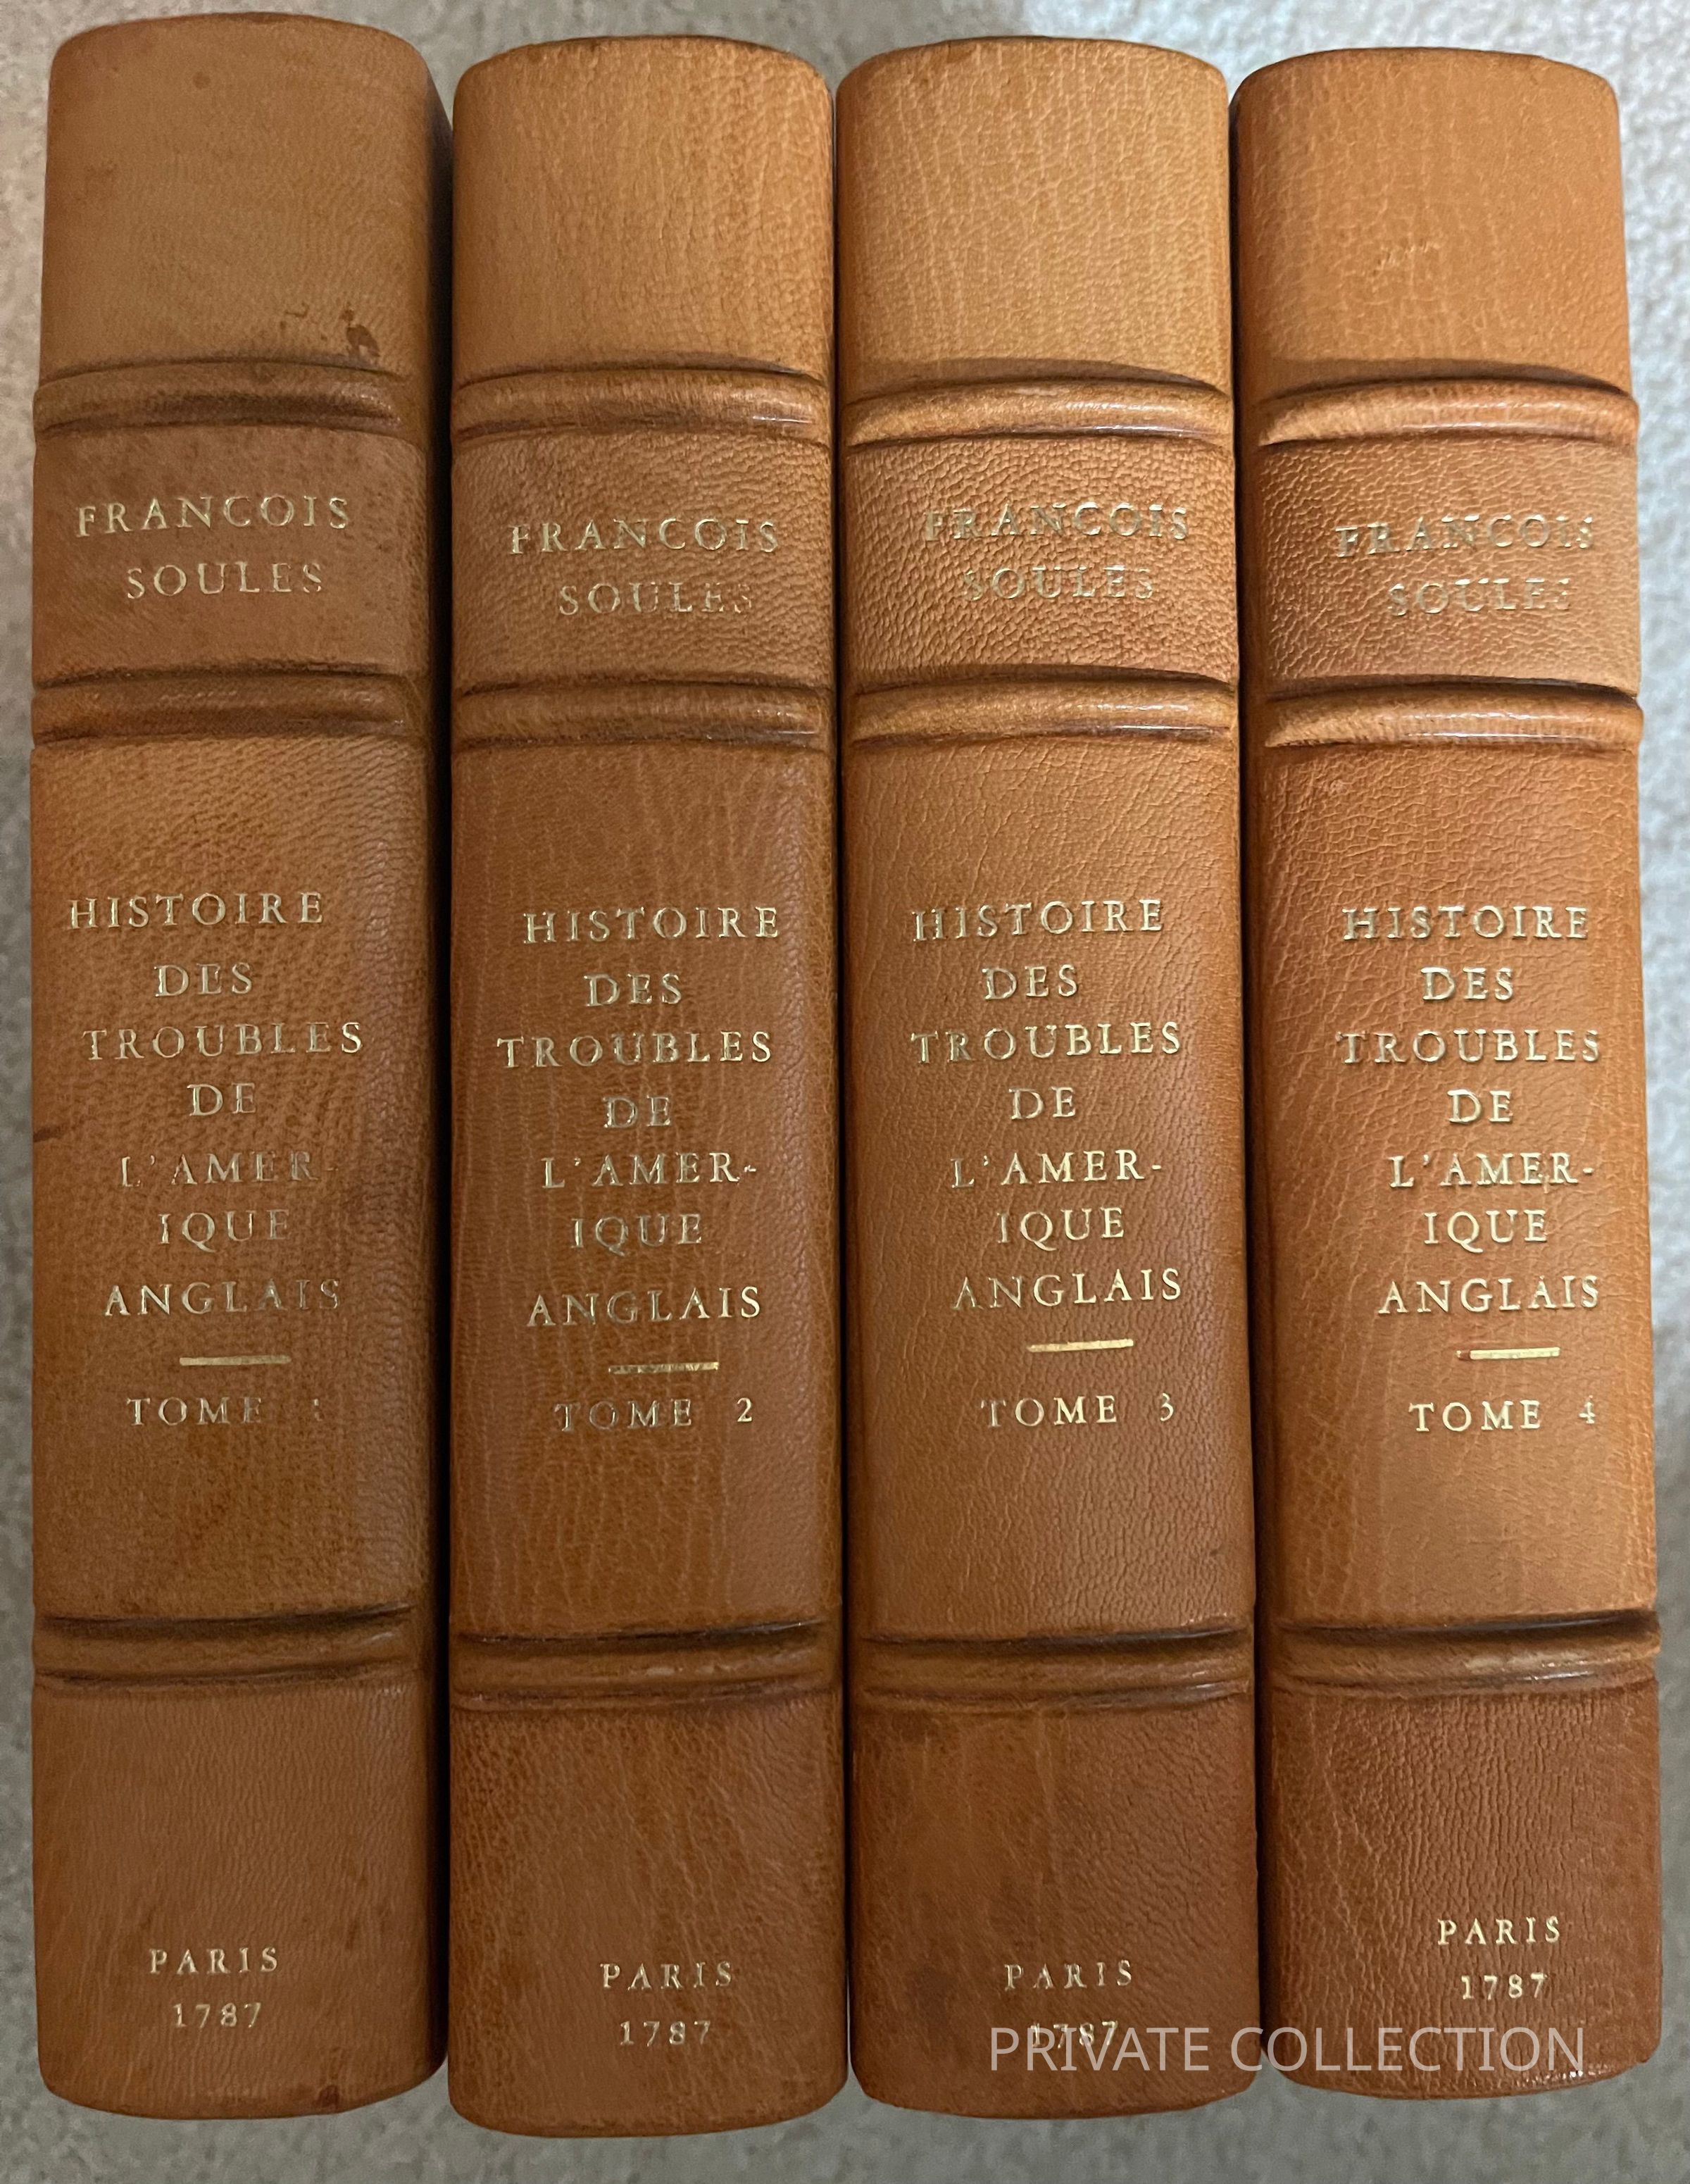 FRANCOIS
SOULES
HISTOIRE
DES
TROUBLES
DE
L'AMER-
IQUE
ANGLAIS
TOME
PARIS
1787
FRANCOIS
SOULES
HISTOIRE
DES
TROUBLES
DE
L'AMER-
IQUE
ANGLAIS
TOME 2
PARIS
1787
FRANCOIS
SOULES
HISTOIRE
DES
TROUBLES
DE
L'AMER-
IQUE
ANGLAIS
TOME 3
PARIS
1787
FRANCOIS
SOULES
HISTOIRE
DES
TROUBLES
DE
L'AMER-
IQUE
ANGLAIS
TOME 4
PARIS
1787
PRIVATE COLLECTION